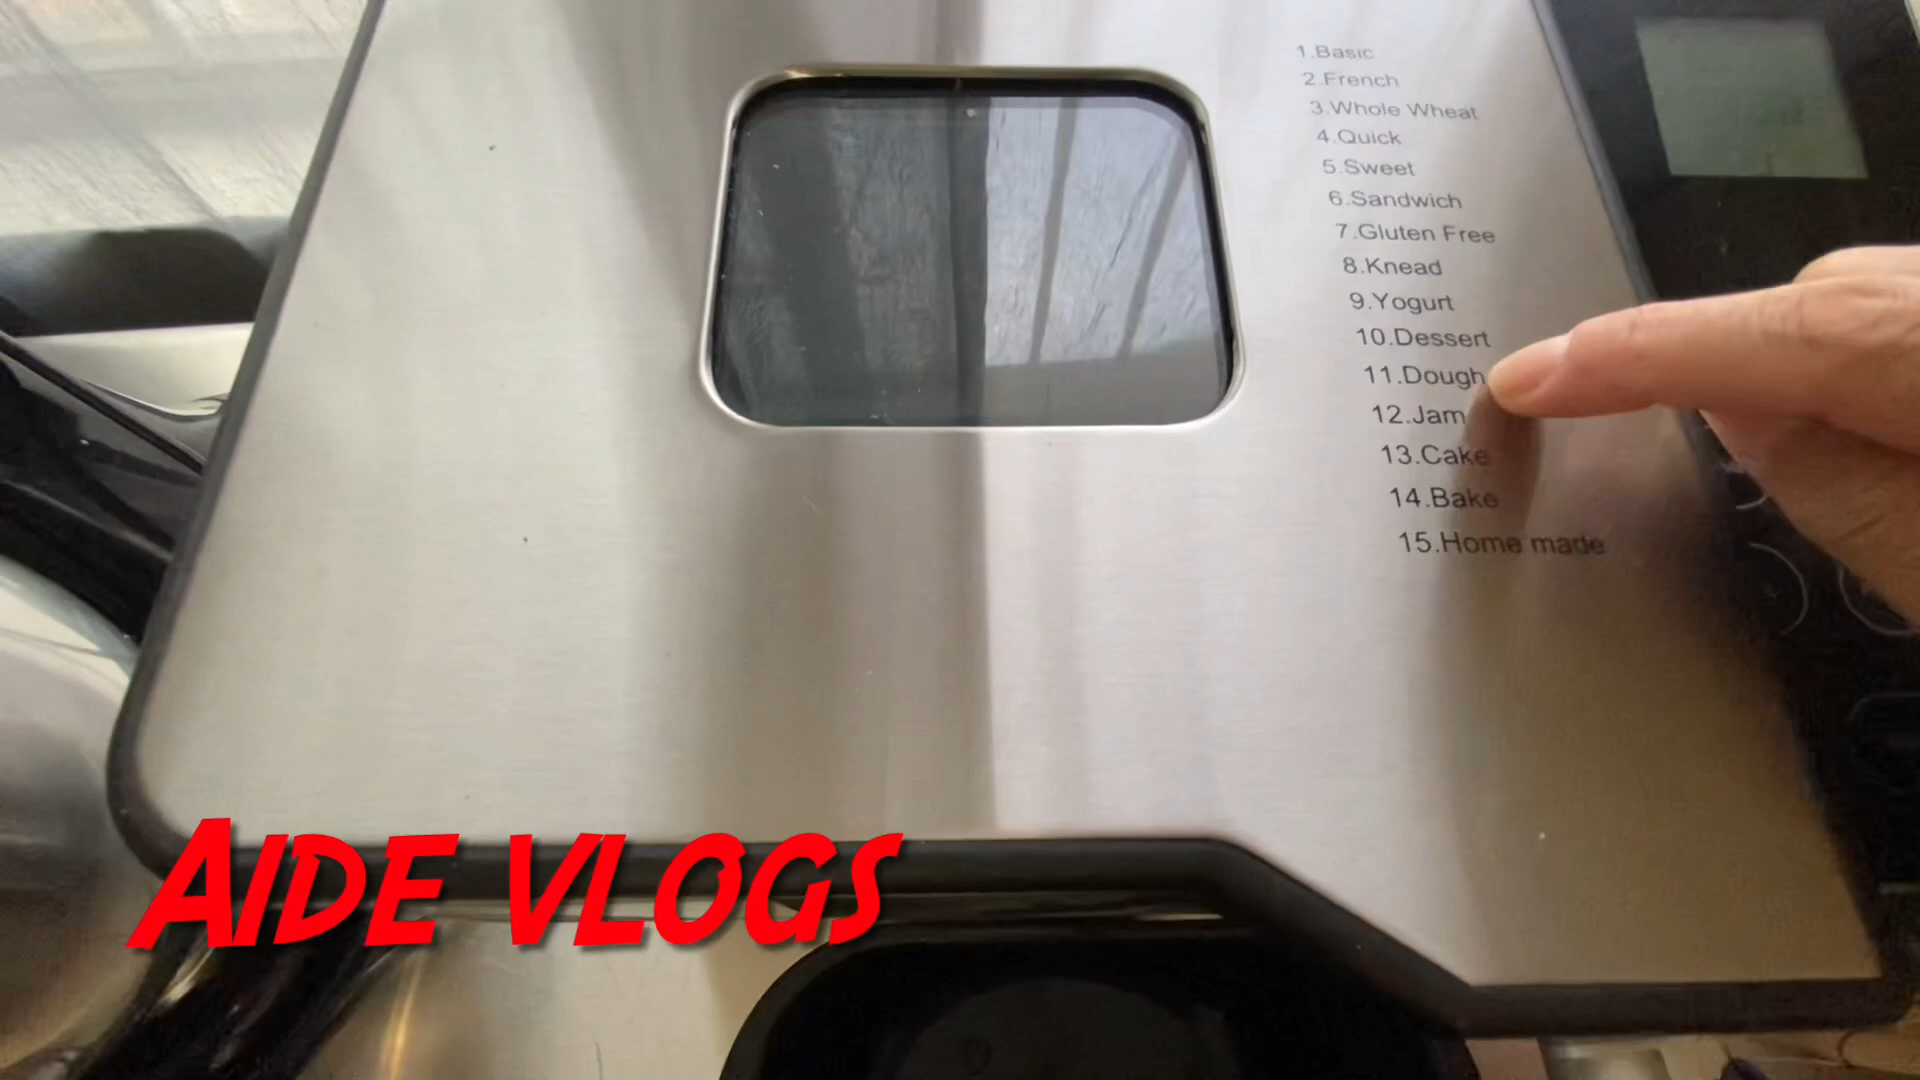 1.Basic
2.French
3.Whole Wheat
4.Quick
5.Sweet
6.Sandwich
7.Gluten Free
8.Knead
9.Yogurt
10.Dessert
11.Dough
12.Jam
13.Cake
14.Bake
15.Home made
AIDE VLOGS